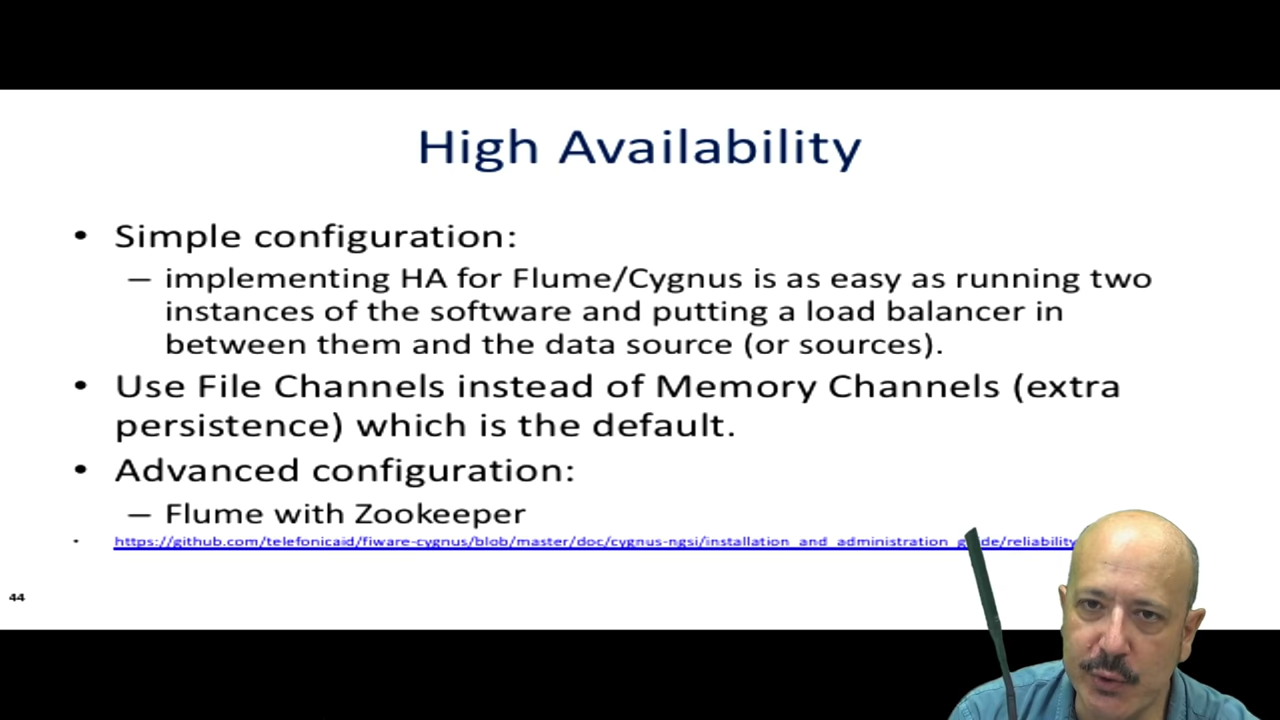 High Availability
• Simple configuration:
– implementing HA for Flume/Cygnus is as easy as running two
instances of the software and putting a load balancer in
between them and the data source (or sources).
• Use File Channels instead of Memory Channels (extra
persistence) which is the default.
• Advanced configuration:
– Flume with Zookeeper
• https://github.com/telefonicaid/fiware-cygnus/blob/master/doc/cygnus-ngsi/installation_and_administration_g de/reliability
44